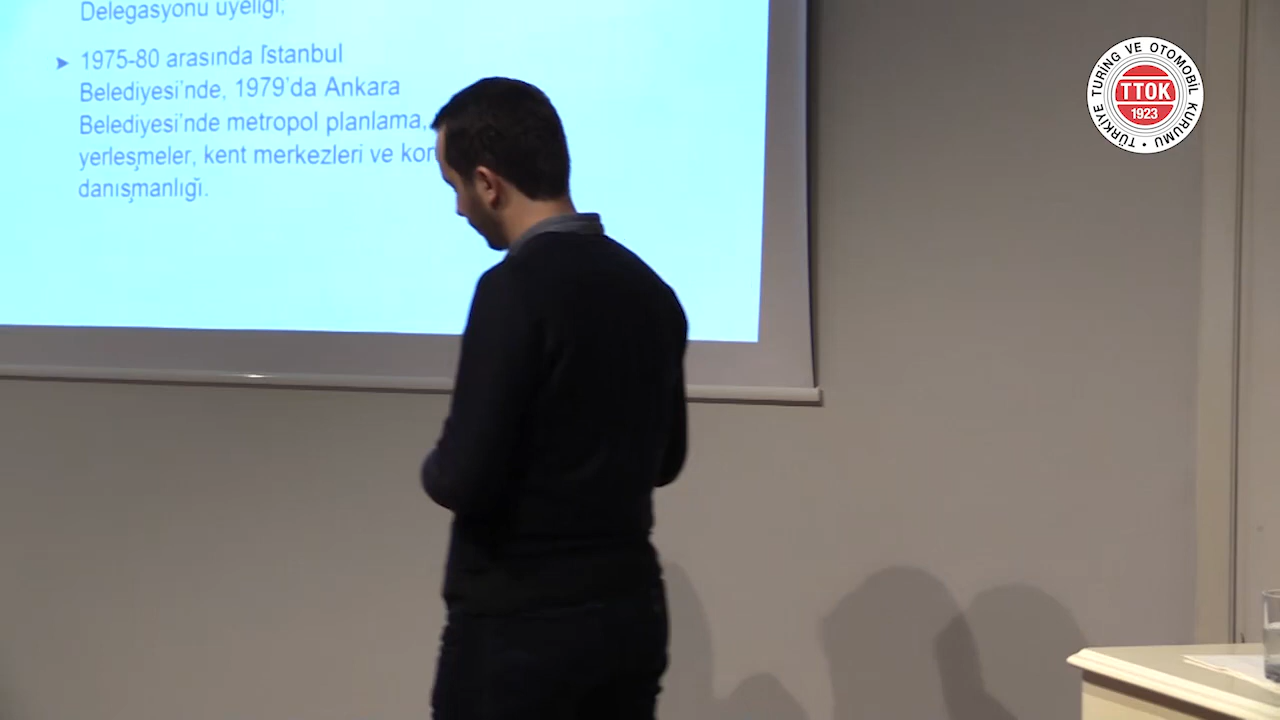 Delegasyonu üyeliği;
➤ 1975-80 arasında İstanbul
Belediyesi'nde, 1979'da Ankara
Belediyesi'nde metropol planlama,
yerleşmeler, kent merkezleri ve
danışmanlığı.
TÜRKİYE TURİNG VE OTOMOBİL KURUMU
TTOK
1923